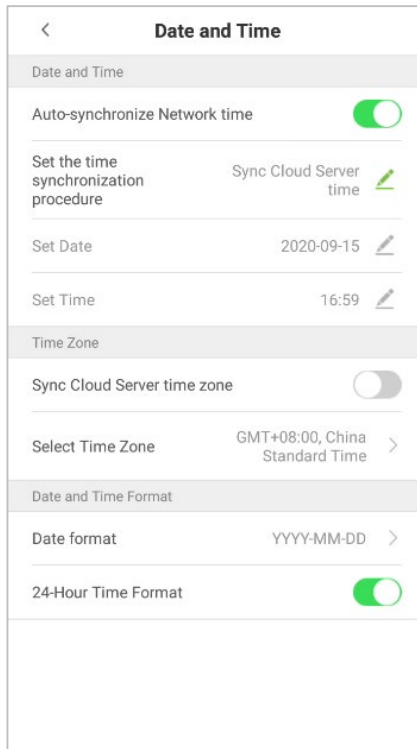 Date and Time
Date and Time
Auto-synchronize Network time
Set the time
synchronization
procedure
Sync Cloud Server
time
Set Date
2020-09-15
Set Time
16:59
Time Zone
Sync Cloud Server time zone
Select Time Zone
GMT+08:00, China
Standard Time
Date and Time Format
Date format
YYYY-MM-DD
24-Hour Time Format